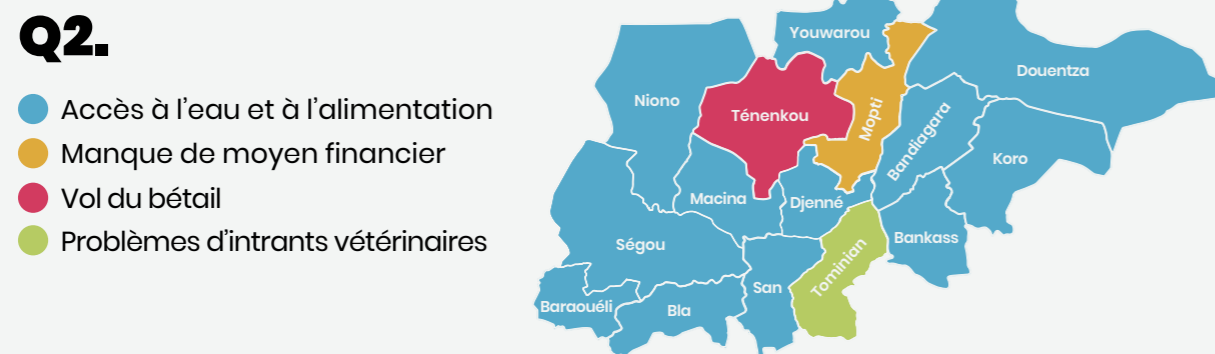 Q2.
Accès à l'eau et à l'alimentation
Manque de moyen financier
Vol du bétail
Problèmes d'intrants vétérinaires
Youwarou
Douentza
Niono
Ténenkou
Mopti
Bandiagara
Koro
Macina
Djenné
Ségou
Bankass
Tominian
San
Baraouéli
Bla